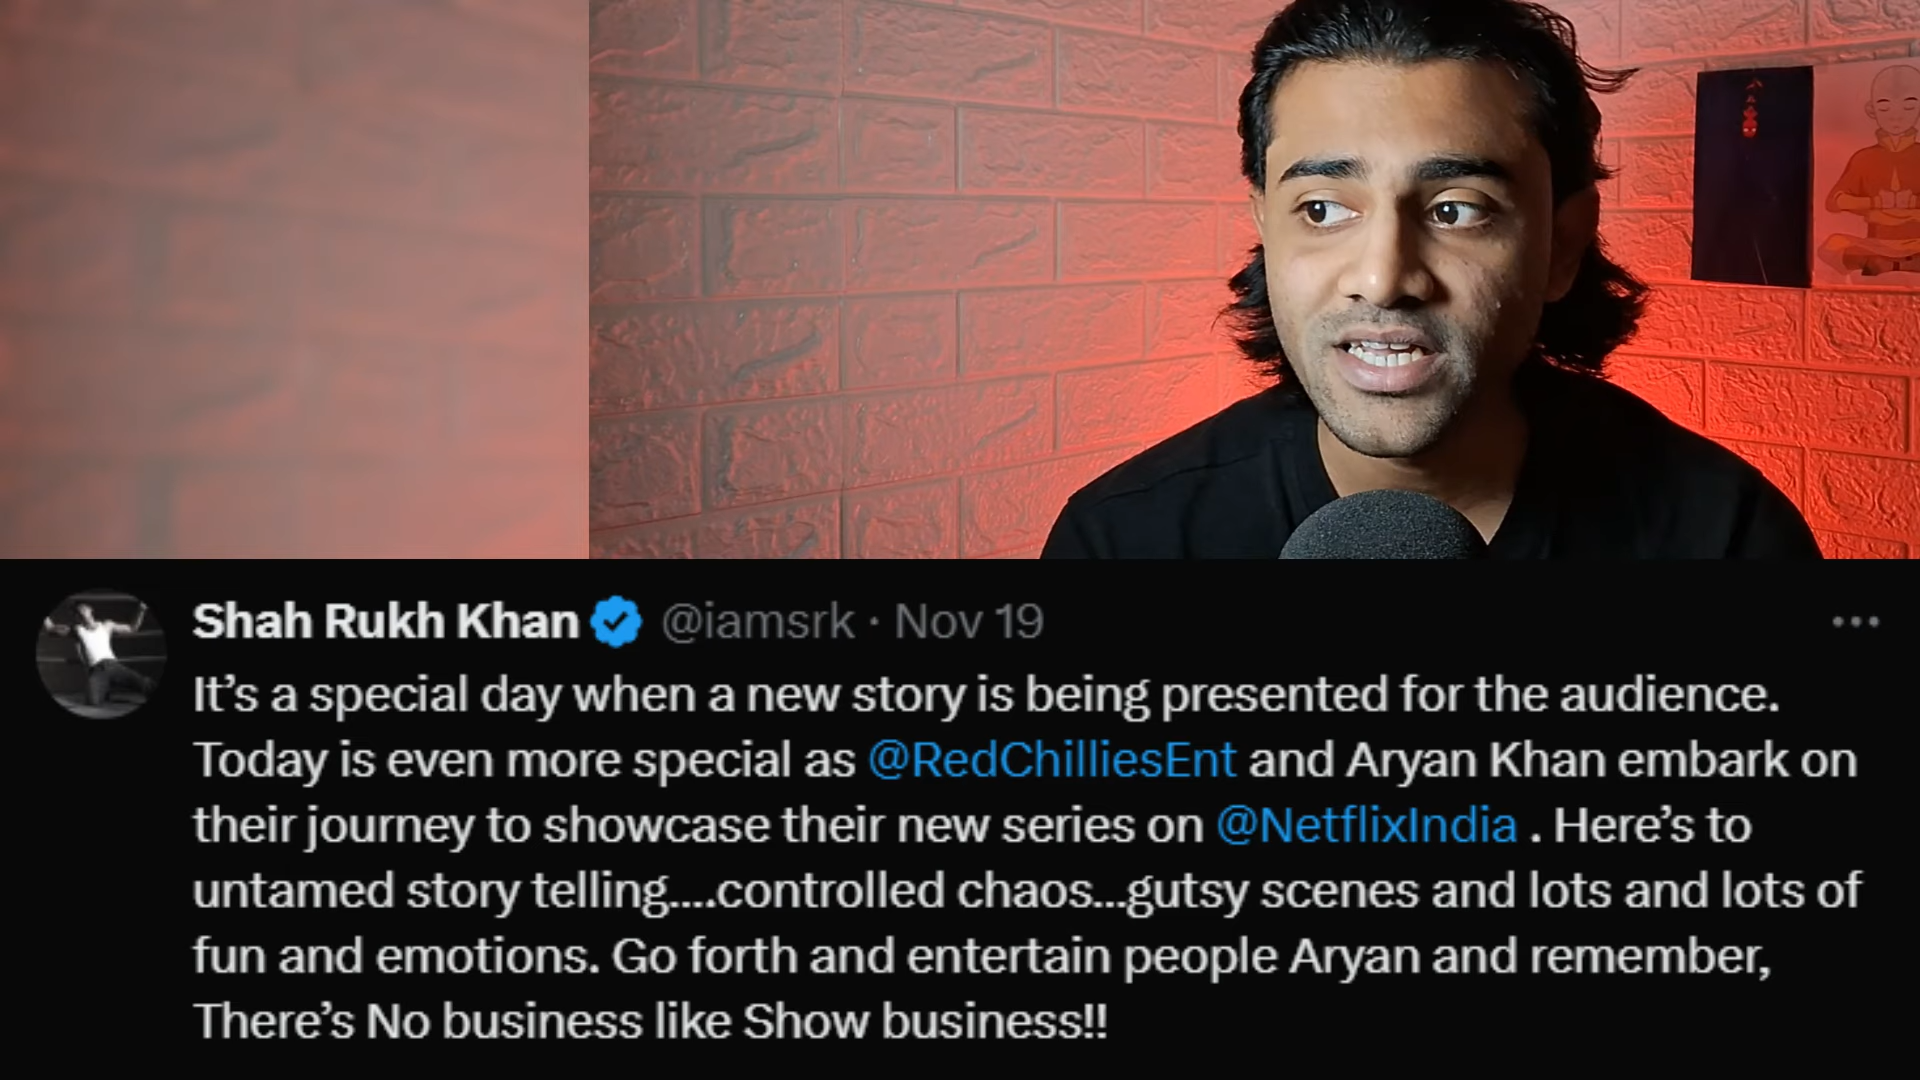 Shah Rukh Khan @iamsrk · Nov 19
It's a special day when a new story is being presented for the audience.
Today is even more special as @RedChilliesEnt and Aryan Khan embark on
their journey to showcase their new series on @NetflixIndia . Here's to
untamed story telling....controlled chaos...gutsy scenes and lots and lots of
fun and emotions. Go forth and entertain people Aryan and remember,
There's No business like Show business!!